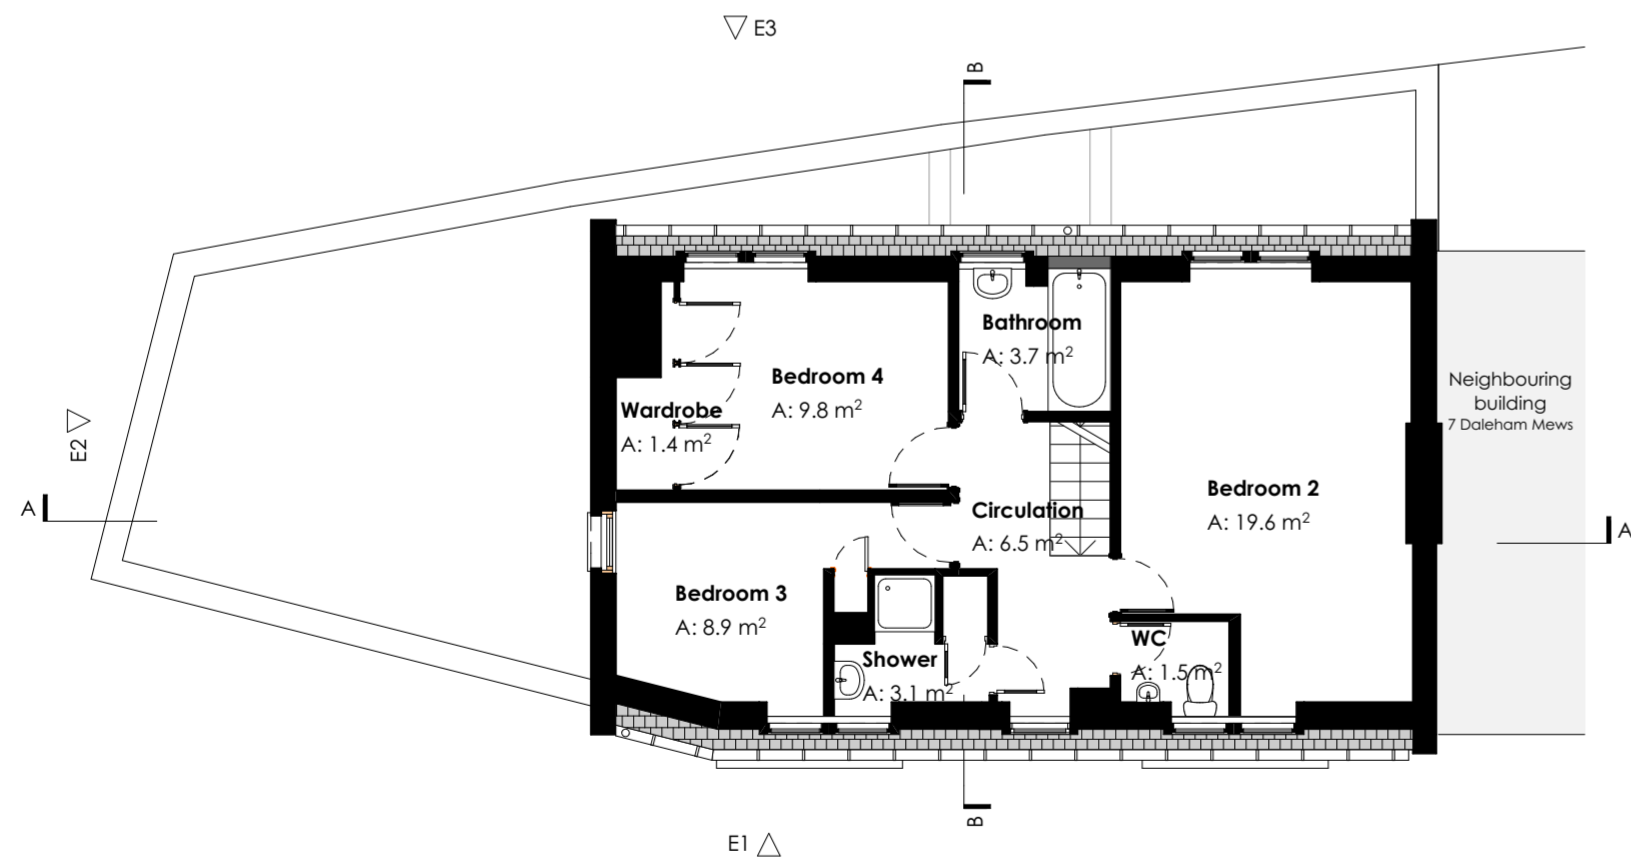 E3
B
Bathroom
A: 3.7 m²
Bedroom 4
A: 9.8 m²
Wardrobe
A: 1.4 m²
Neighbouring
building
7 Daleham Mews
E2
A
Bedroom 2
A: 19.6 m²
Circulation
A: 6.5 m²
A
Bedroom 3
A: 8.9 m²
Shower
A: 3.1 m²
WC
A: 1.5 m²
B
E1